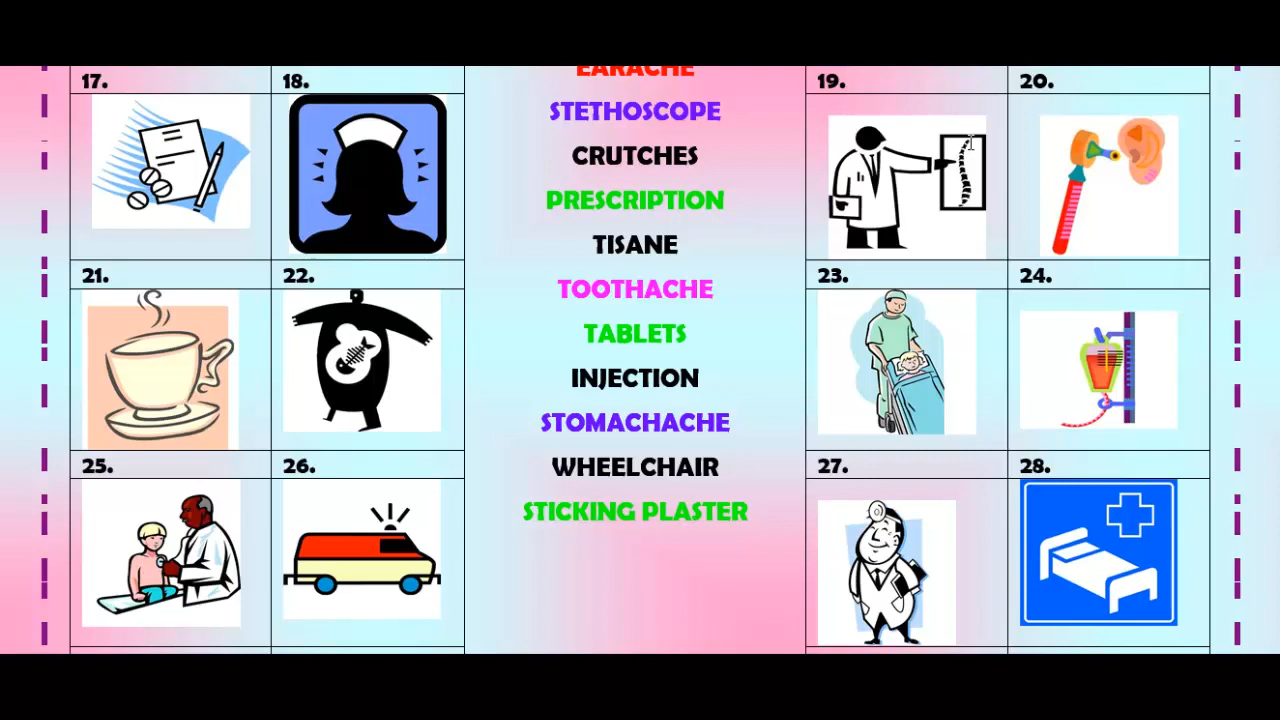 EARACHE
17.
18.
19.
20.
STETHOSCOPE
CRUTCHES
PRESCRIPTION
TISANE
21.
22.
23.
24.
TOOTHACHE
TABLETS
INJECTION
STOMACHACHE
25.
26.
27.
28.
WHEELCHAIR
STICKING PLASTER